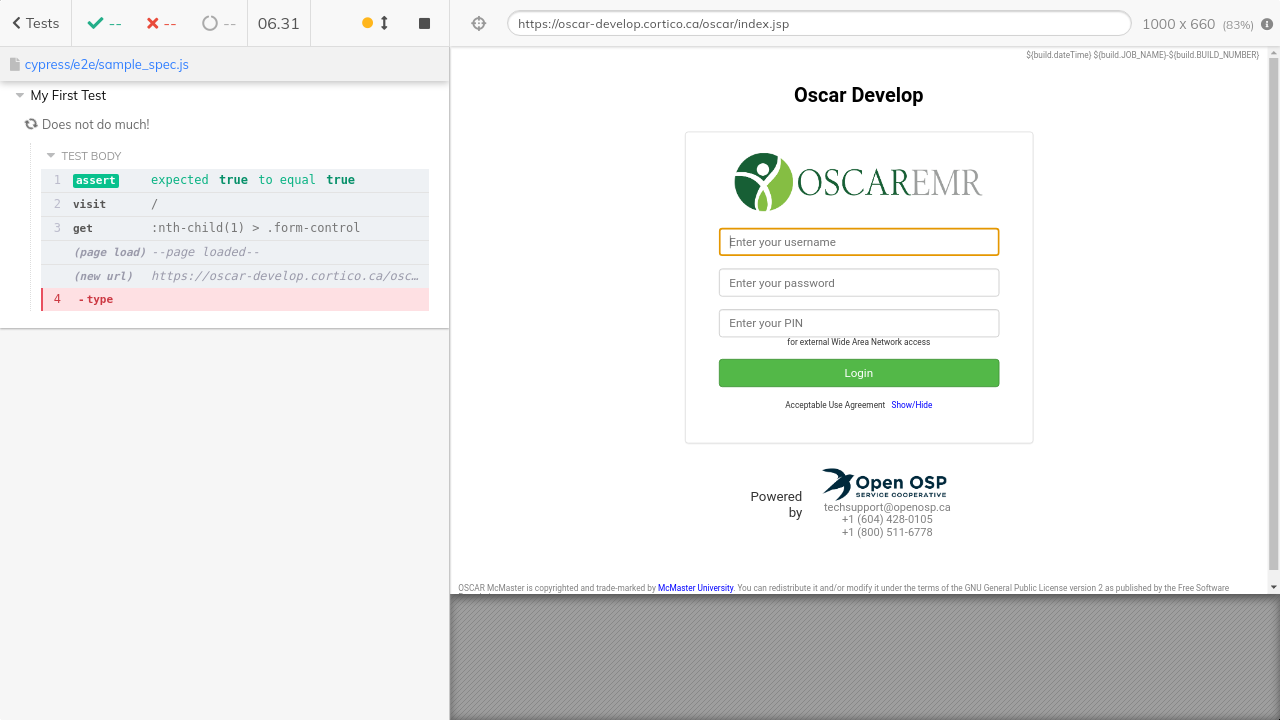 Tests
--
--
--
06.31
https://oscar-develop.cortico.ca/oscar/index.jsp
1000 x 660 (83%)
cypress/e2e/sample_spec.js
My First Test
Does not do much!
TEST BODY
1 assert expected true to equal true
2 visit /
3 get :nth-child(1) > .form-control
(page load) --page loaded--
(new url) https://oscar-develop.cortico.ca/osc…
4 -type
${build.dateTime} ${build.JOB_NAME}-${build.BUILD_NUMBER}
Oscar Develop
OSCAREMR
Enter your username
Enter your password
Enter your PIN
for external Wide Area Network access
Login
Acceptable Use Agreement Show/Hide
Powered
by
Open OSP
SERVICE COOPERATIVE
techsupport@openosp.ca
+1 (604) 428-0105
+1 (800) 511-6778
OSCAR McMaster is copyrighted and trade-marked by McMaster University. You can redistribute it and/or modify it under the terms of the GNU General Public License version 2 as published by the Free Software